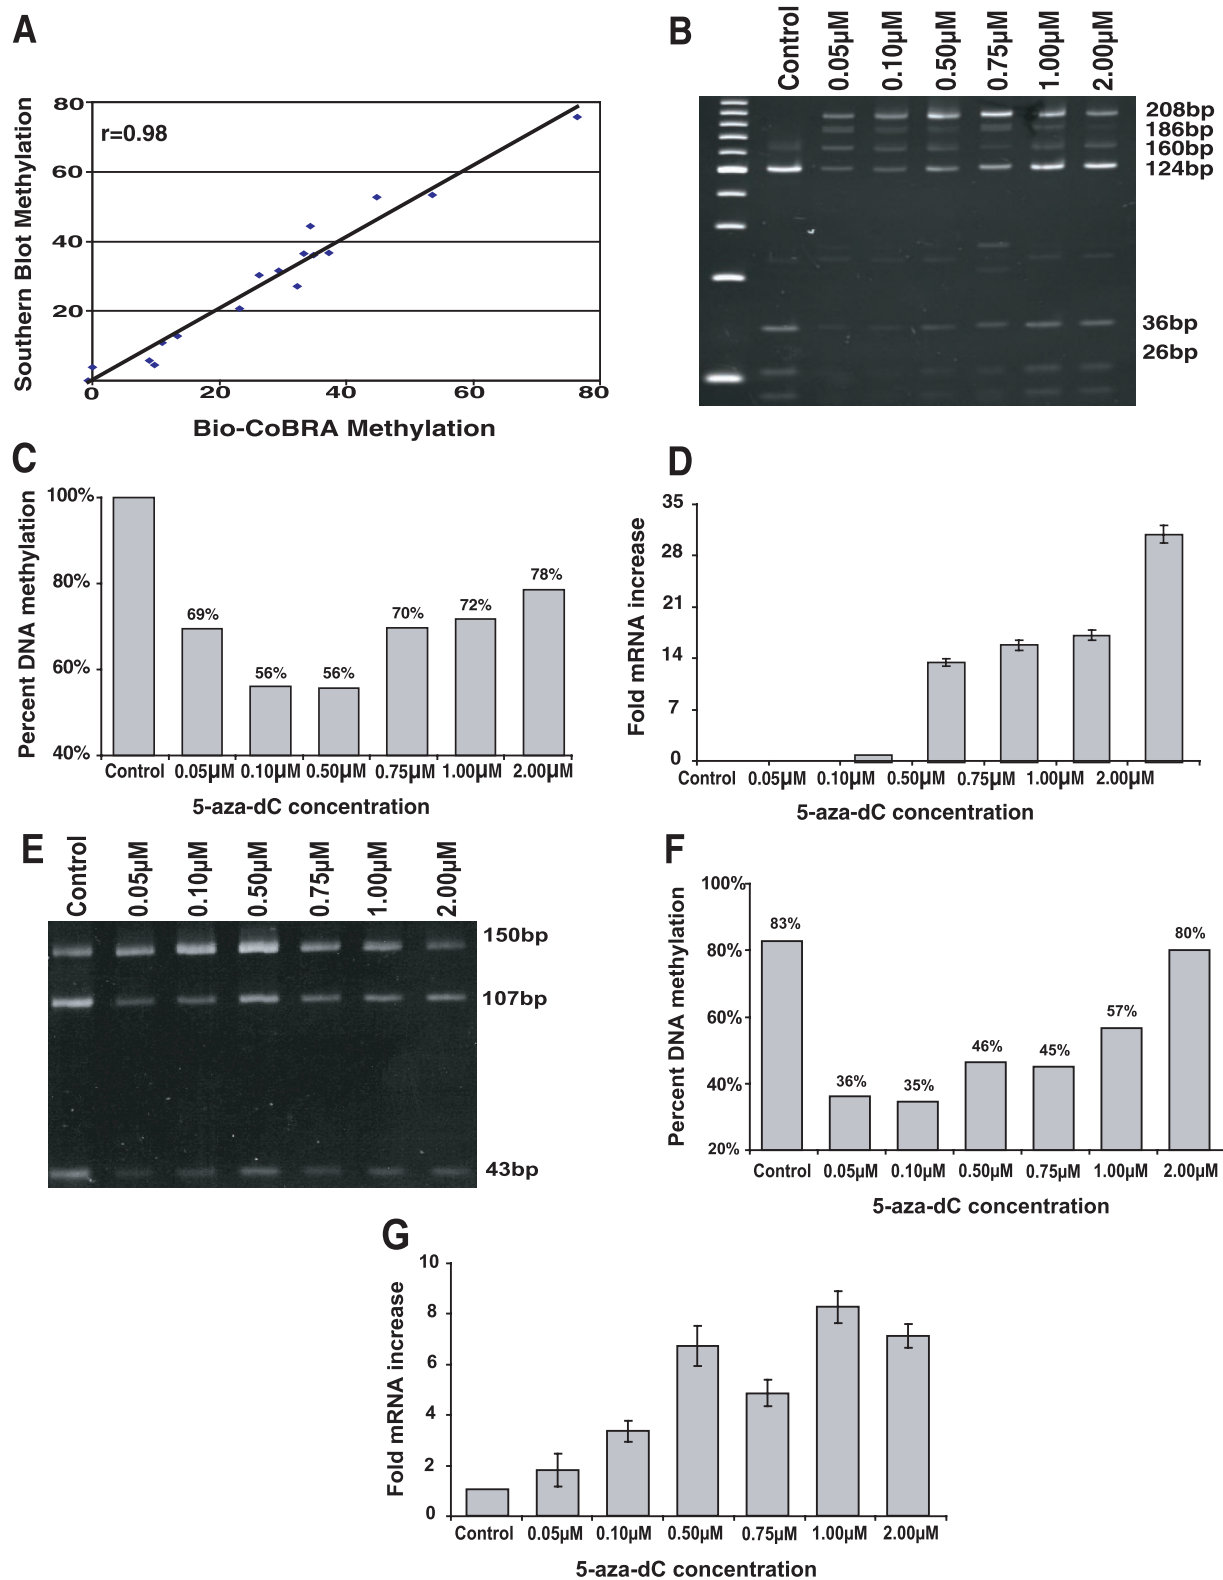 A
Southern Blot Methylation
80
60
40
20
r=0.98
0 20 40 60 80
Bio-CoBRA Methylation
B
Control 0.05µM 0.10µM 0.50µM 0.75µM 1.00µM 2.00µM
208bp
186bp
160bp
124bp
36bp
26bp
C
Percent DNA methylation
100%
80%
60%
40%
69% 56% 56% 70% 72% 78%
Control 0.05µM 0.10µM 0.50µM 0.75µM 1.00µM 2.00µM
5-aza-dC concentration
D
Fold mRNA increase
35
28
21
14
7
0
Control 0.05µM 0.10µM 0.50µM 0.75µM 1.00µM 2.00µM
5-aza-dC concentration
E
Control 0.05µM 0.10µM 0.50µM 0.75µM 1.00µM 2.00µM
150bp
107bp
43bp
F
Percent DNA methylation
100%
80%
60%
40%
20%
83% 36% 35% 46% 45% 57% 80%
Control 0.05µM 0.10µM 0.50µM 0.75µM 1.00µM 2.00µM
5-aza-dC concentration
G
Fold mRNA increase
10
8
6
4
2
0
Control 0.05µM 0.10µM 0.50µM 0.75µM 1.00µM 2.00µM
5-aza-dC concentration